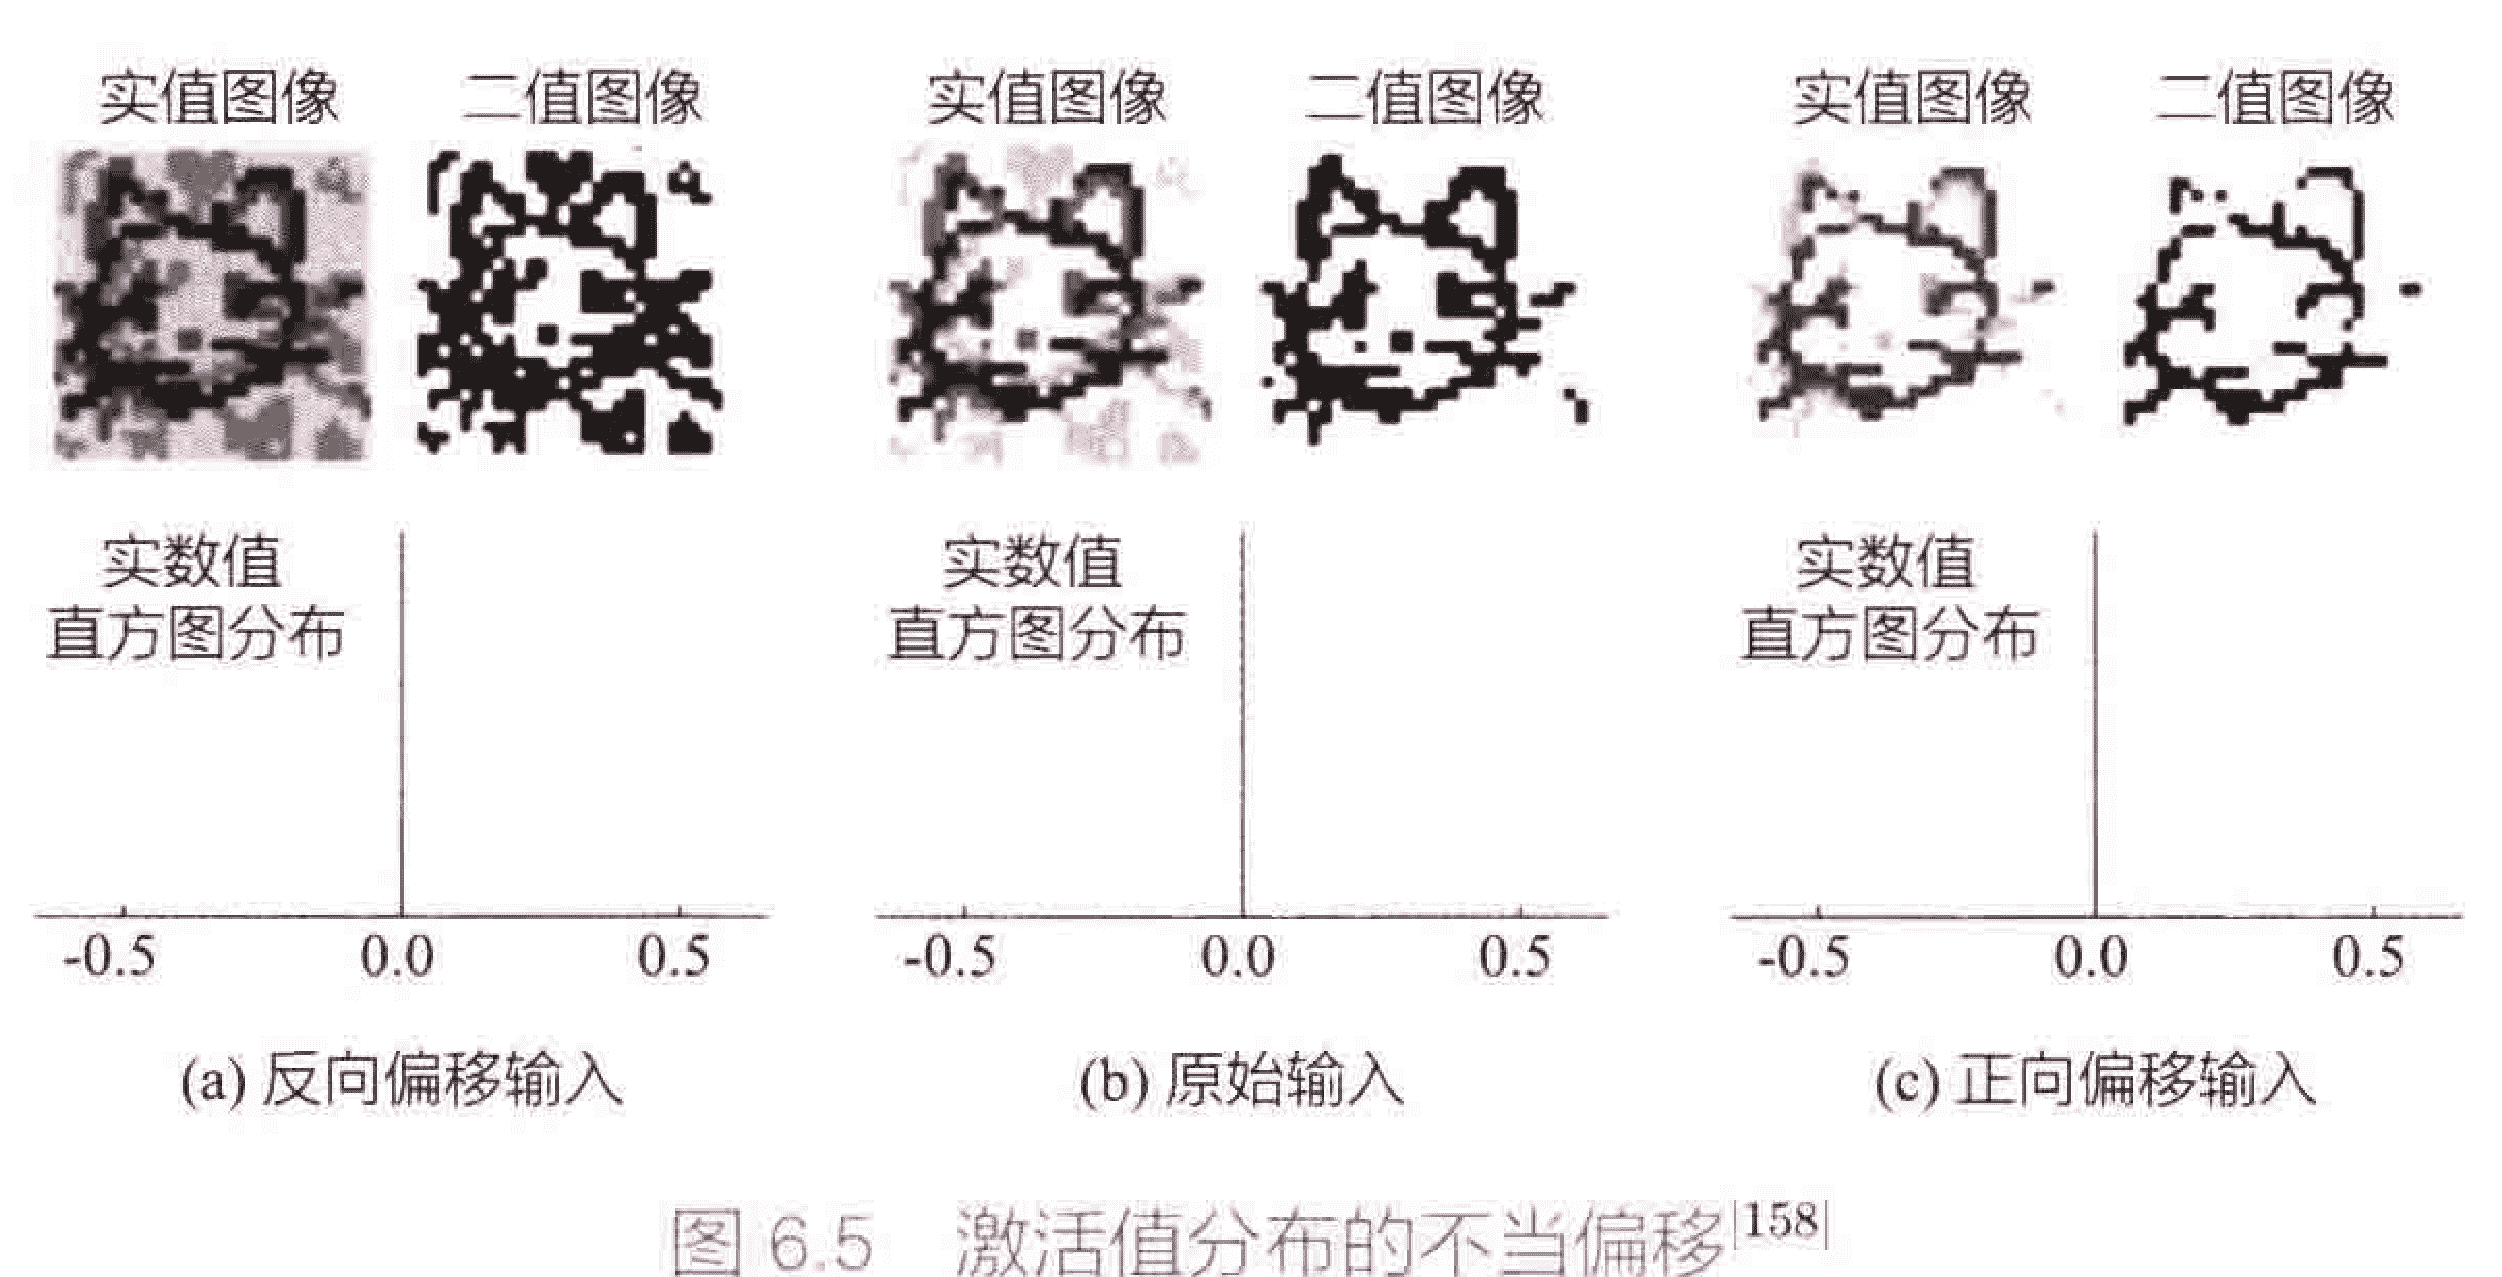 实值图像 二值图像 实值图像 二值图像 实值图像 二值图像
实数值 实数值 实数值
直方图分布 直方图分布 直方图分布
-0.5 0.0 0.5 -0.5 0.0 0.5 -0.5 0.0 0.5
(a) 反向偏移输入 (b) 原始输入 (c) 正向偏移输入
图 6.5 激活值分布的不当偏移[158]